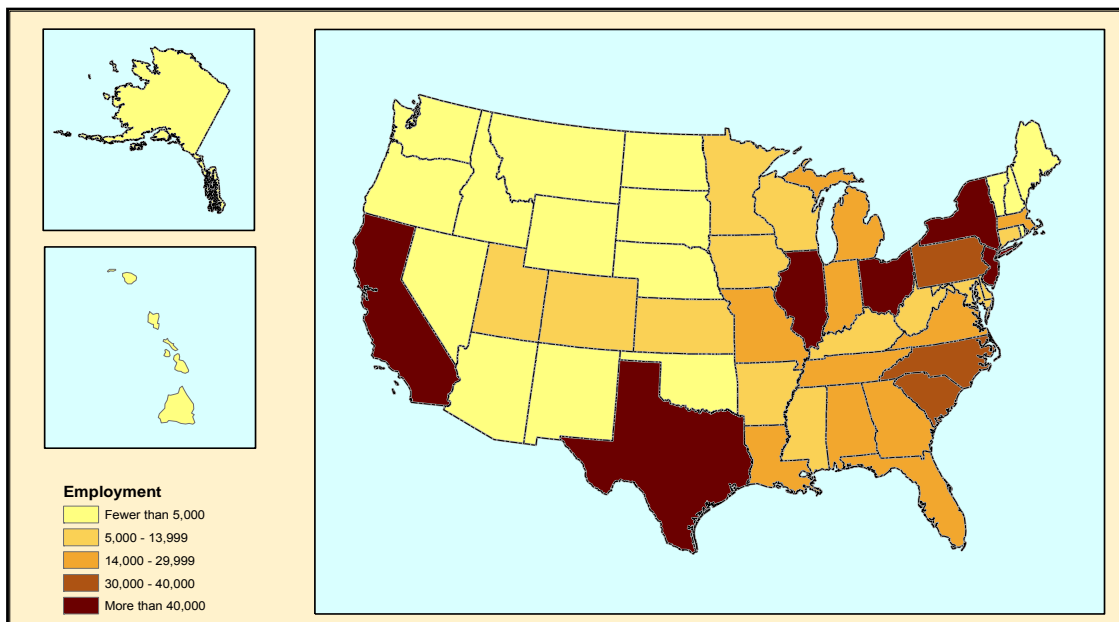 Employment
Fewer than 5,000
5,000 - 13,999
14,000 - 29,999
30,000 - 40,000
More than 40,000